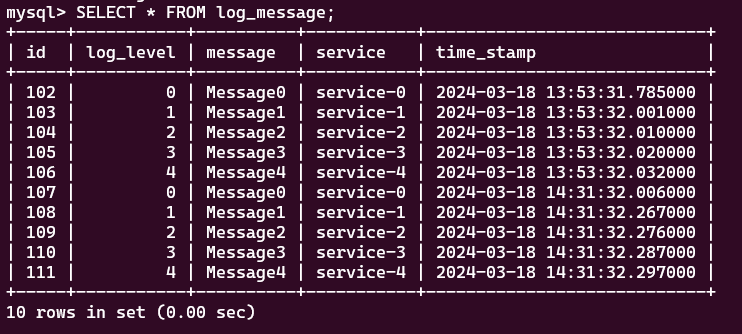 mysql> SELECT * FROM log_message;
+-----+-----------+----------+-----------+----------------------------+
| id  | log_level | message  | service   | time_stamp                 |
+-----+-----------+----------+-----------+----------------------------+
| 102 |         0 | Message0 | service-0 | 2024-03-18 13:53:31.785000 |
| 103 |         1 | Message1 | service-1 | 2024-03-18 13:53:32.001000 |
| 104 |         2 | Message2 | service-2 | 2024-03-18 13:53:32.010000 |
| 105 |         3 | Message3 | service-3 | 2024-03-18 13:53:32.020000 |
| 106 |         4 | Message4 | service-4 | 2024-03-18 13:53:32.032000 |
| 107 |         0 | Message0 | service-0 | 2024-03-18 14:31:32.006000 |
| 108 |         1 | Message1 | service-1 | 2024-03-18 14:31:32.267000 |
| 109 |         2 | Message2 | service-2 | 2024-03-18 14:31:32.276000 |
| 110 |         3 | Message3 | service-3 | 2024-03-18 14:31:32.287000 |
| 111 |         4 | Message4 | service-4 | 2024-03-18 14:31:32.297000 |
+-----+-----------+----------+-----------+----------------------------+
10 rows in set (0.00 sec)